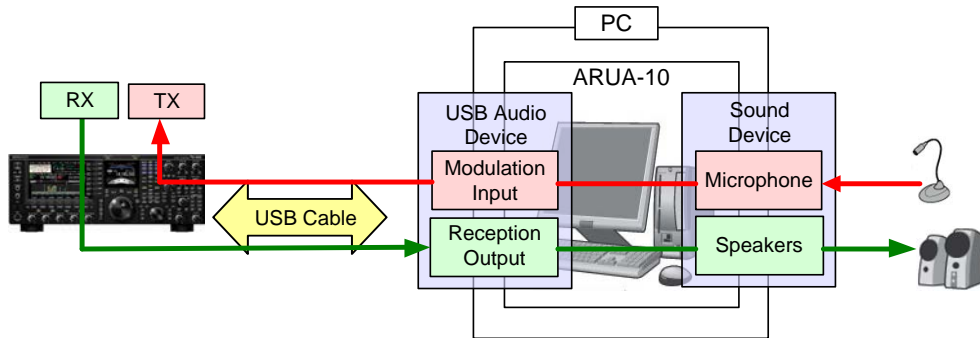 PC
ARUA-10
RX
TX
USB Audio
Device
Sound
Device
Modulation
Input
Microphone
USB Cable
Reception
Output
Speakers